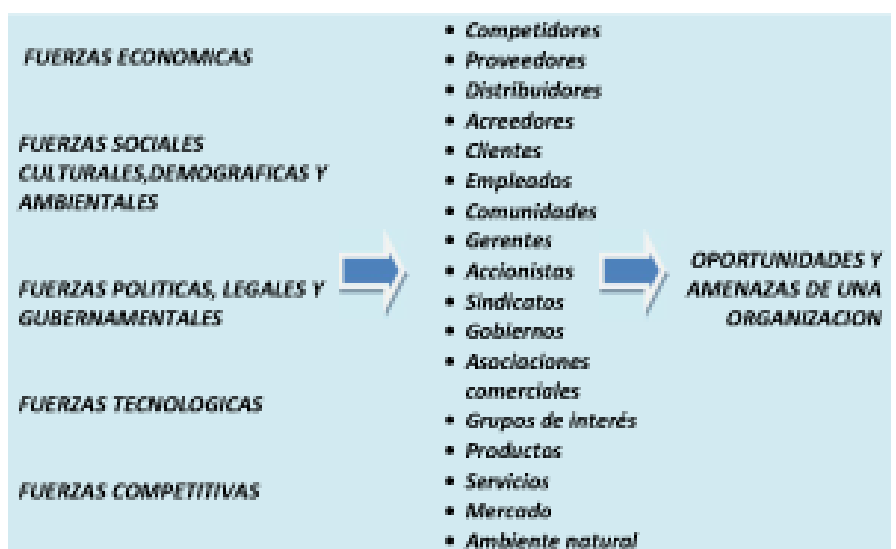 FUERZAS ECONOMICAS
FUERZAS SOCIALES
CULTURALES,DEMOGRAFICAS Y
AMBIENTALES
FUERZAS POLITICAS, LEGALES Y
GUBERNAMENTALES
FUERZAS TECNOLOGICAS
FUERZAS COMPETITIVAS
• Competidores
• Proveedores
• Distribuidores
• Acreedores
• Clientes
• Empleados
• Comunidades
• Gerentes
• Accionistas
• Sindicatos
• Gobiernos
• Asociaciones
comerciales
• Grupos de interés
• Productos
• Servicios
• Mercado
• Ambiente natural
OPORTUNIDADES Y
AMENAZAS DE UNA
ORGANIZACION